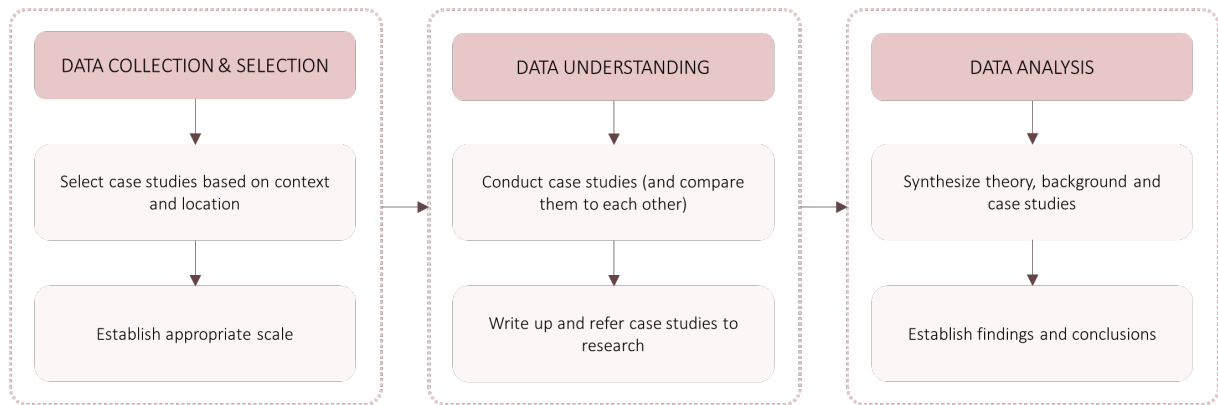 DATA COLLECTION & SELECTION
Select case studies based on context
and location
Establish appropriate scale
DATA UNDERSTANDING
Conduct case studies (and compare
them to each other)
Write up and refer case studies to
research
DATA ANALYSIS
Synthesize theory, background and
case studies
Establish findings and conclusions